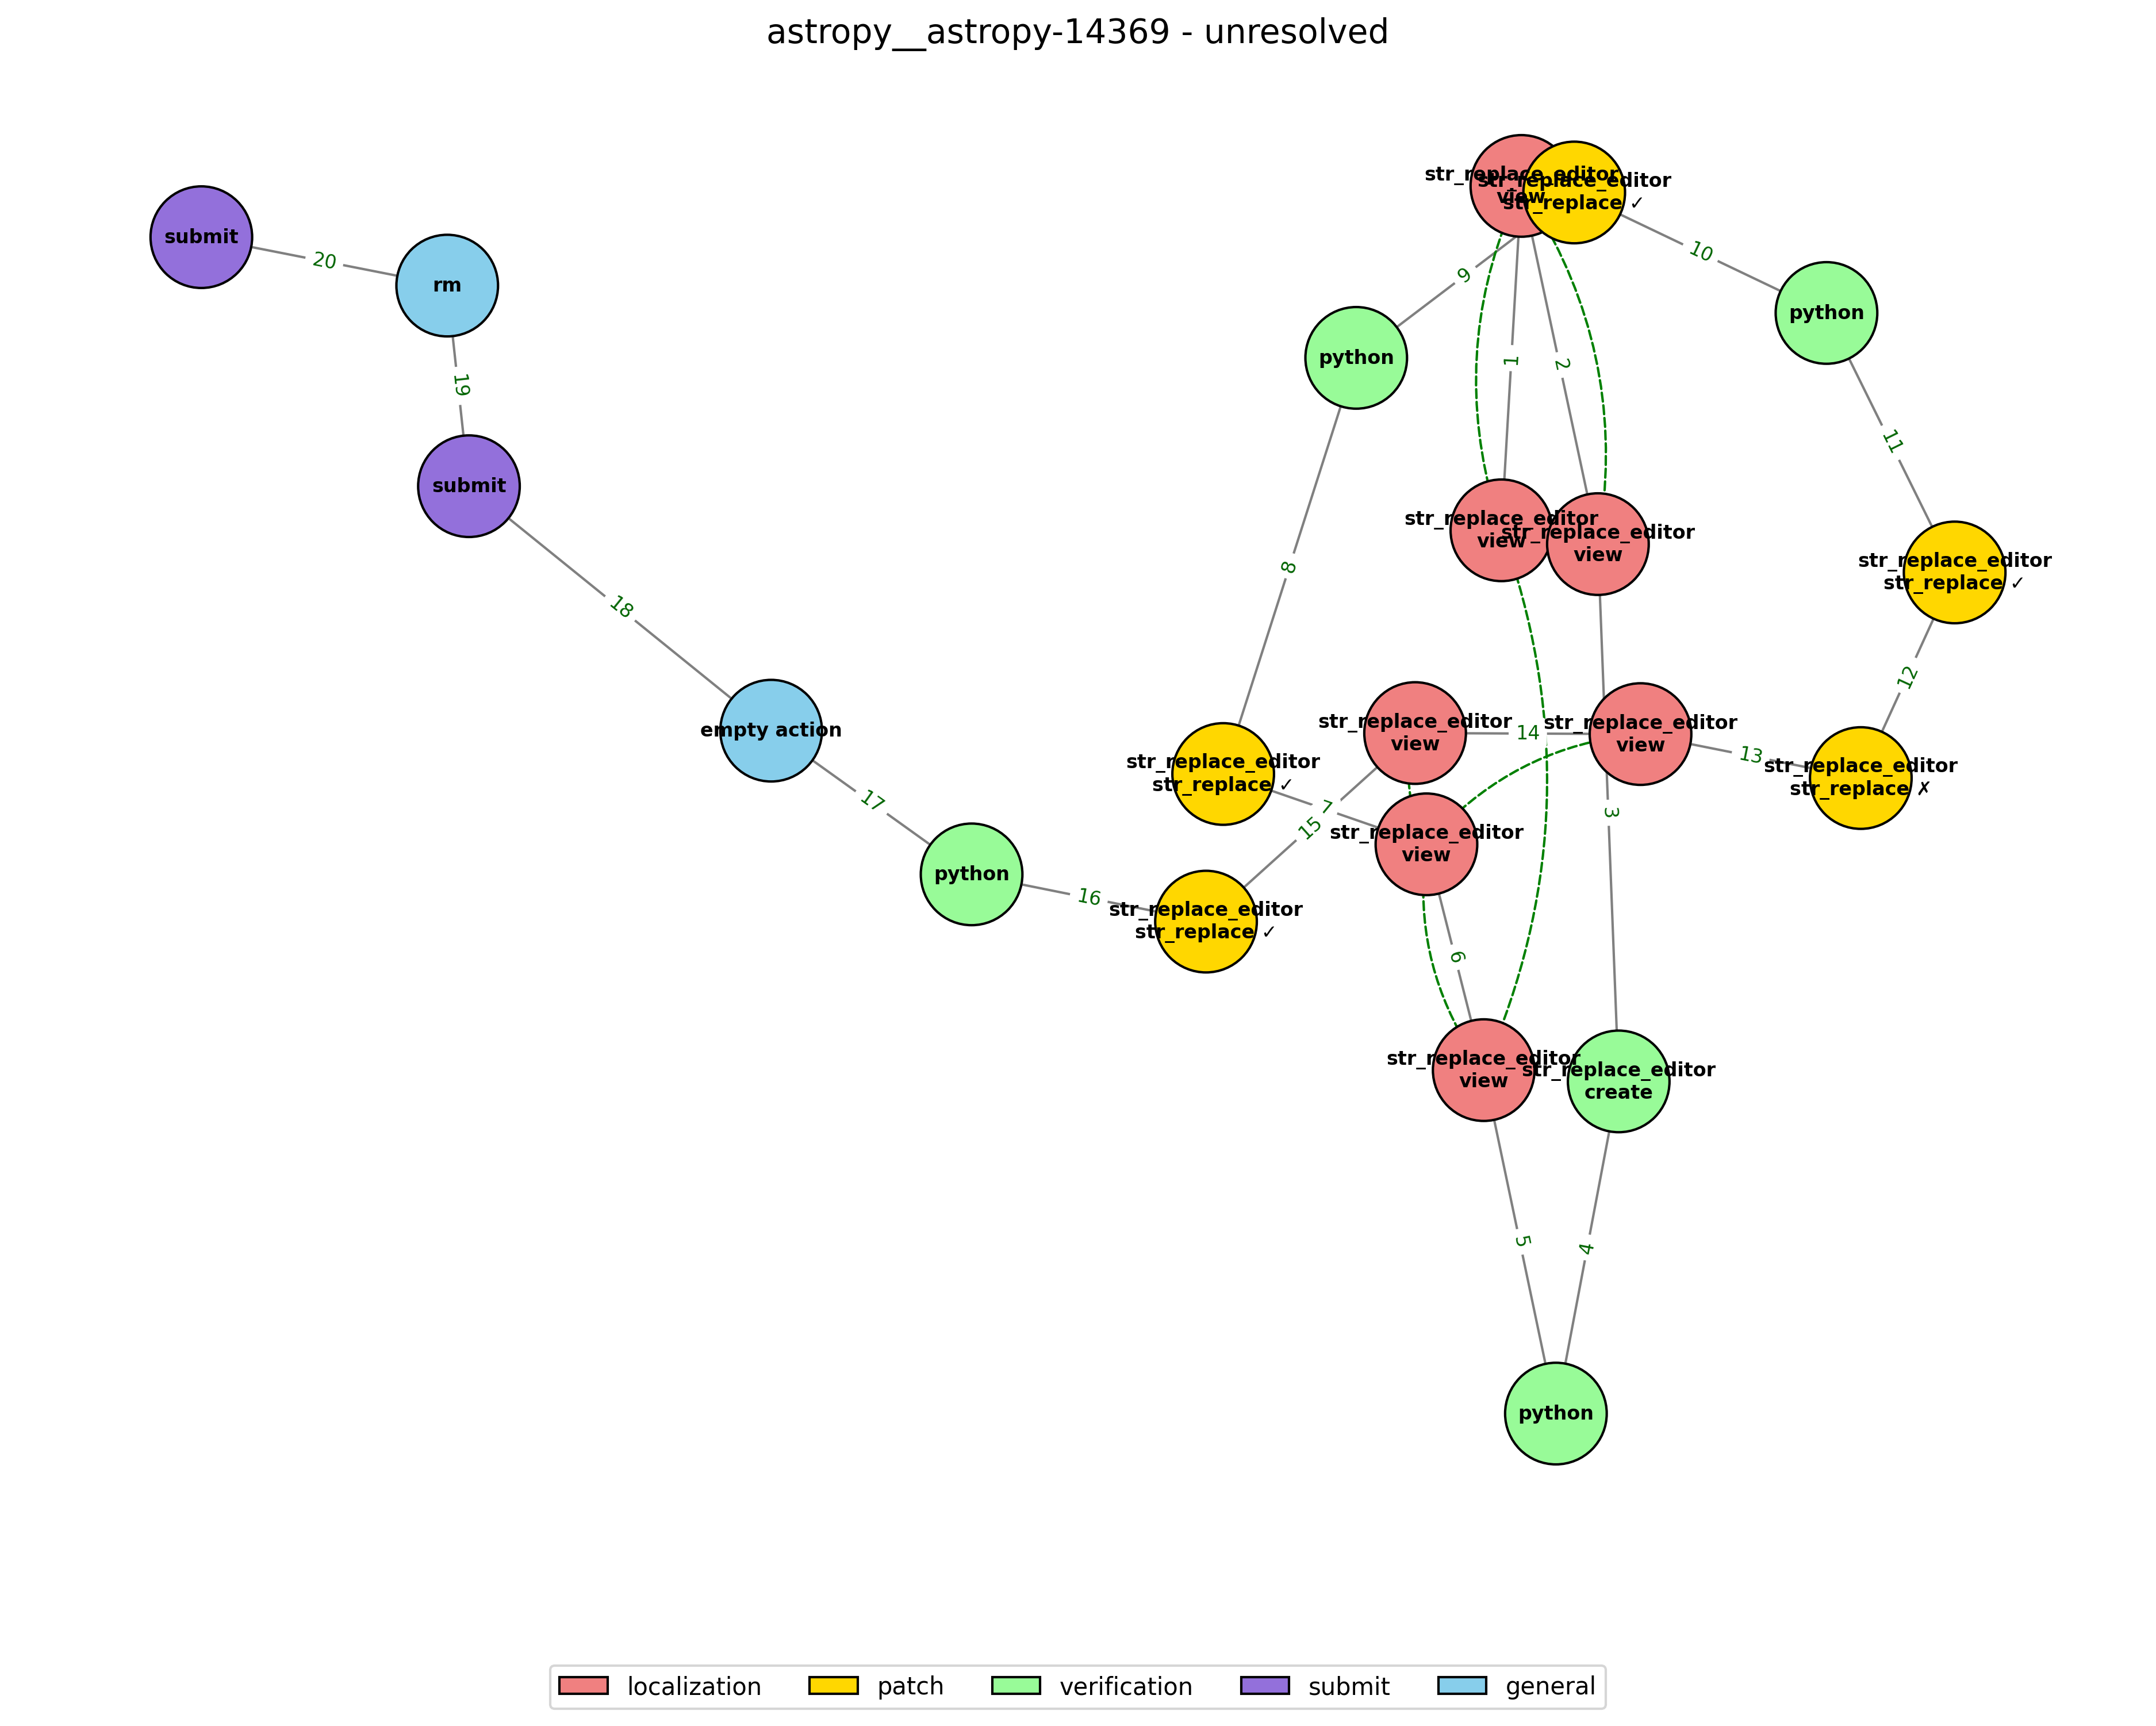 astropy__astropy-14369 - unresolved
str_replace_editor
view
str_replace_editor
str_replace ✓
submit
20
rm
9
10
python
python
1
2
19
11
submit
str_replace_editor
view
str_replace_editor
view
8
str_replace_editor
str_replace ✓
18
12
empty action
str_replace_editor
view
14
str_replace_editor
view
13
str_replace_editor
str_replace ✗
str_replace_editor
str_replace ✓
7
15
3
17
str_replace_editor
view
python
16
str_replace_editor
str_replace ✓
6
str_replace_editor
view
str_replace_editor
create
5
4
python
localization
patch
verification
submit
general